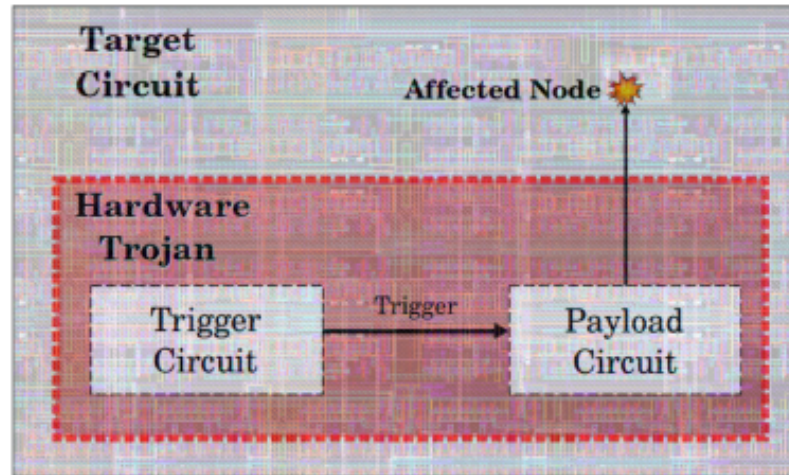 Target
Circuit
Affected Node
Hardware
Trojan
Trigger
Circuit
Trigger
Payload
Circuit